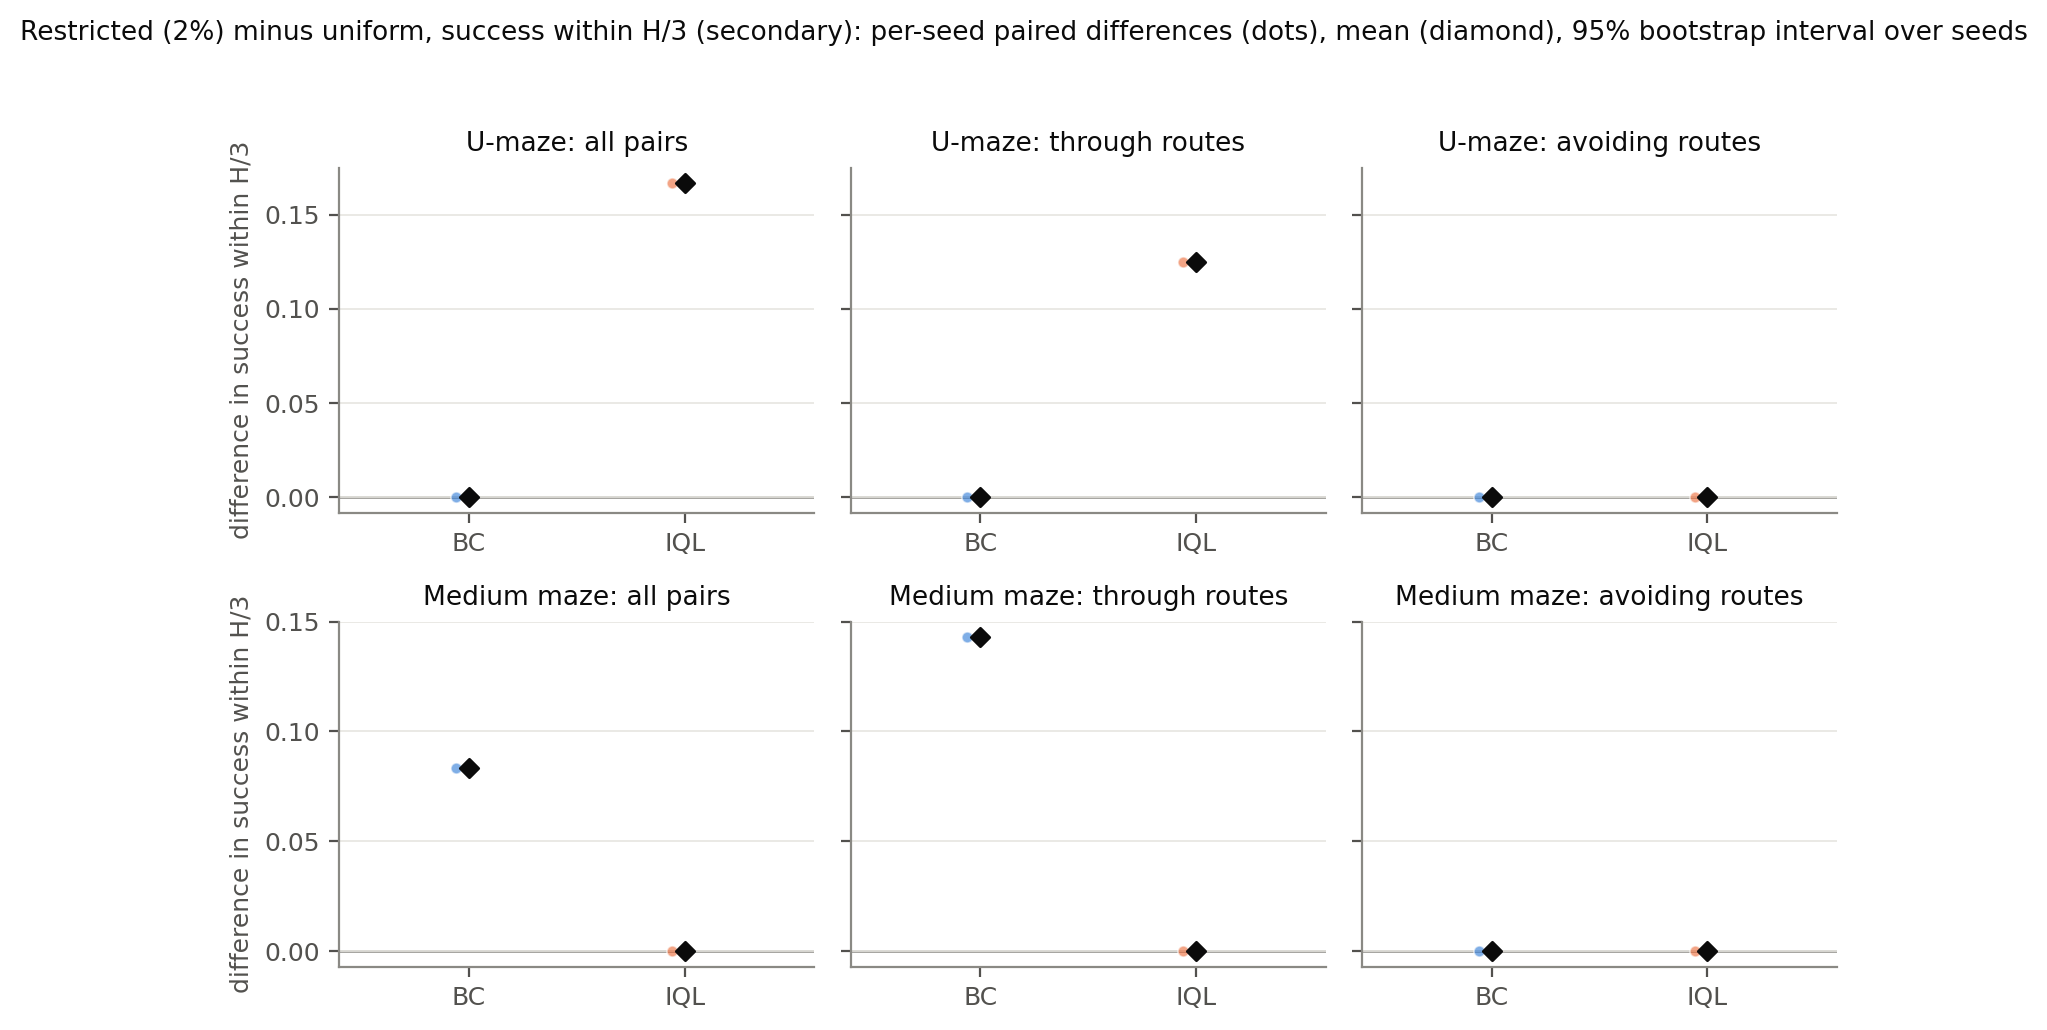 Restricted (2%) minus uniform, success within H/3 (secondary): per-seed paired differences (dots), mean (diamond), 95% bootstrap interval over seeds
U-maze: all pairs
U-maze: through routes
U-maze: avoiding routes
difference in success within H/3
0.15
0.10
0.05
0.00
BC
IQL
BC
IQL
BC
IQL
Medium maze: all pairs
Medium maze: through routes
Medium maze: avoiding routes
difference in success within H/3
0.15
0.10
0.05
0.00
BC
IQL
BC
IQL
BC
IQL